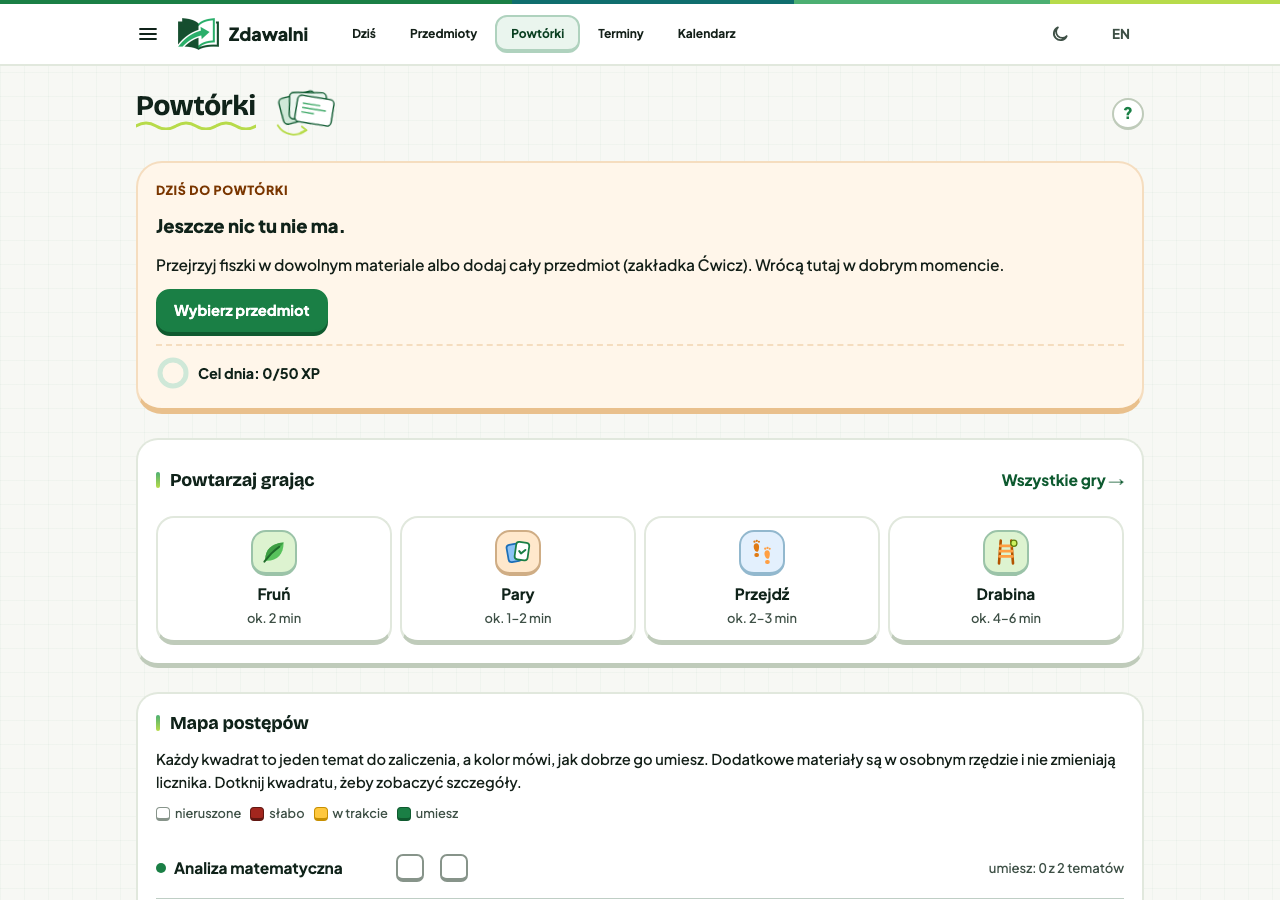 Zdawalni
Dziś
Przedmioty
Powtórki
Terminy
Kalendarz
EN
Powtórki
?
DZIŚ DO POWTÓRKI
Jeszcze nic tu nie ma.
Przejrzyj fiszki w dowolnym materiale albo dodaj cały przedmiot (zakładka Ćwicz). Wrócą tutaj w dobrym momencie.
Wybierz przedmiot
Cel dnia: 0/50 XP
Powtarzaj grając
Wszystkie gry →
Fruń
ok. 2 min
Pary
ok. 1–2 min
Przejdź
ok. 2–3 min
Drabina
ok. 4–6 min
Mapa postępów
Każdy kwadrat to jeden temat do zaliczenia, a kolor mówi, jak dobrze go umiesz. Dodatkowe materiały są w osobnym rzędzie i nie zmieniają
licznika. Dotknij kwadratu, żeby zobaczyć szczegóły.
nieruszone
słabo
w trakcie
umiesz
Analiza matematyczna
umiesz: 0 z 2 tematów